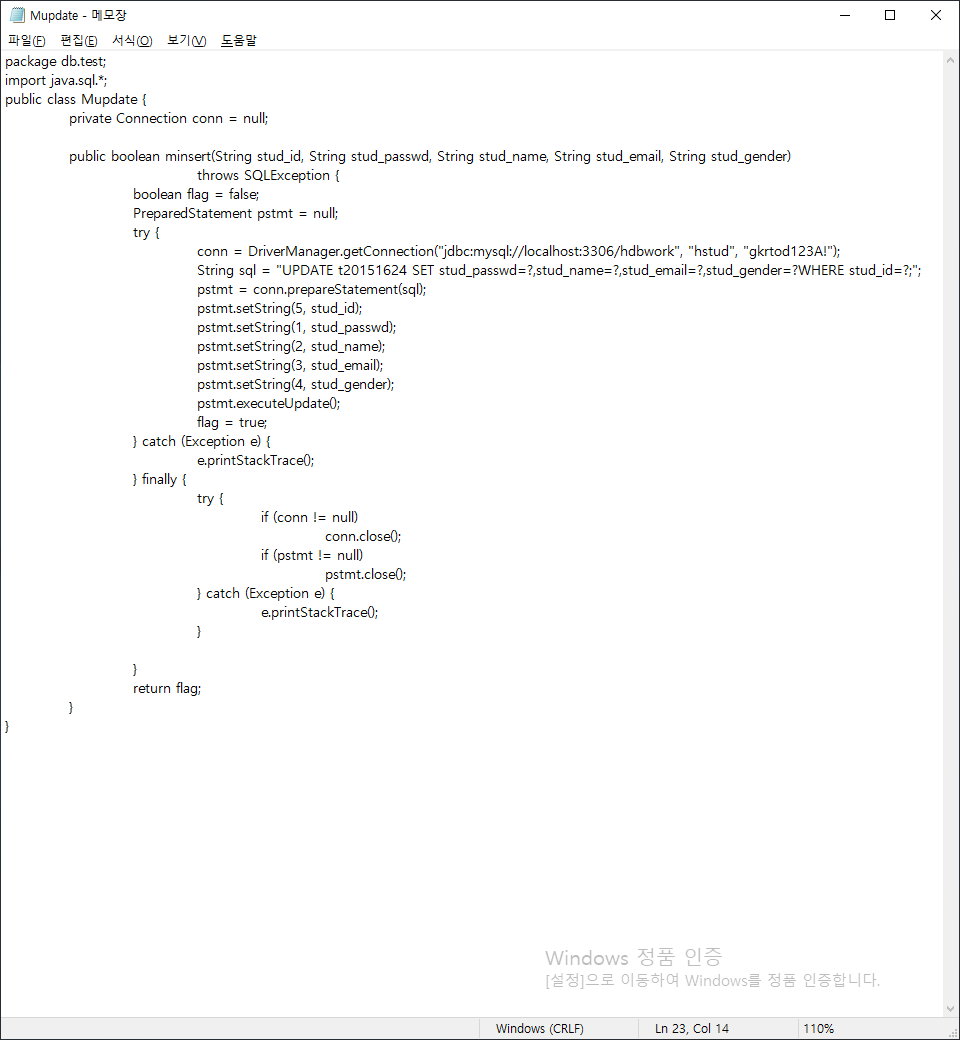 Mupdate - 메모장
파일(F) 편집(E) 서식(O) 보기(V) 도움말
package db.test;
import java.sql.*;
public class Mupdate {
private Connection conn = null;
public boolean minsert(String stud_id, String stud_passwd, String stud_name, String stud_email, String stud_gender)
throws SQLException {
boolean flag = false;
PreparedStatement pstmt = null;
try {
conn = DriverManager.getConnection("jdbc:mysql://localhost:3306/hdbwork", "hstud", "gkrtod123A!");
String sql = "UPDATE t20151624 SET stud_passwd=?,stud_name=?,stud_email=?,stud_gender=?WHERE stud_id=?;";
pstmt = conn.prepareStatement(sql);
pstmt.setString(5, stud_id);
pstmt.setString(1, stud_passwd);
pstmt.setString(2, stud_name);
pstmt.setString(3, stud_email);
pstmt.setString(4, stud_gender);
pstmt.executeUpdate();
flag = true;
} catch (Exception e) {
e.printStackTrace();
} finally {
try {
if (conn != null)
conn.close();
if (pstmt != null)
pstmt.close();
} catch (Exception e) {
e.printStackTrace();
}
}
return flag;
}
}
Windows 정품 인증
[설정]으로 이동하여 Windows를 정품 인증합니다.
Windows (CRLF) Ln 23, Col 14 110%